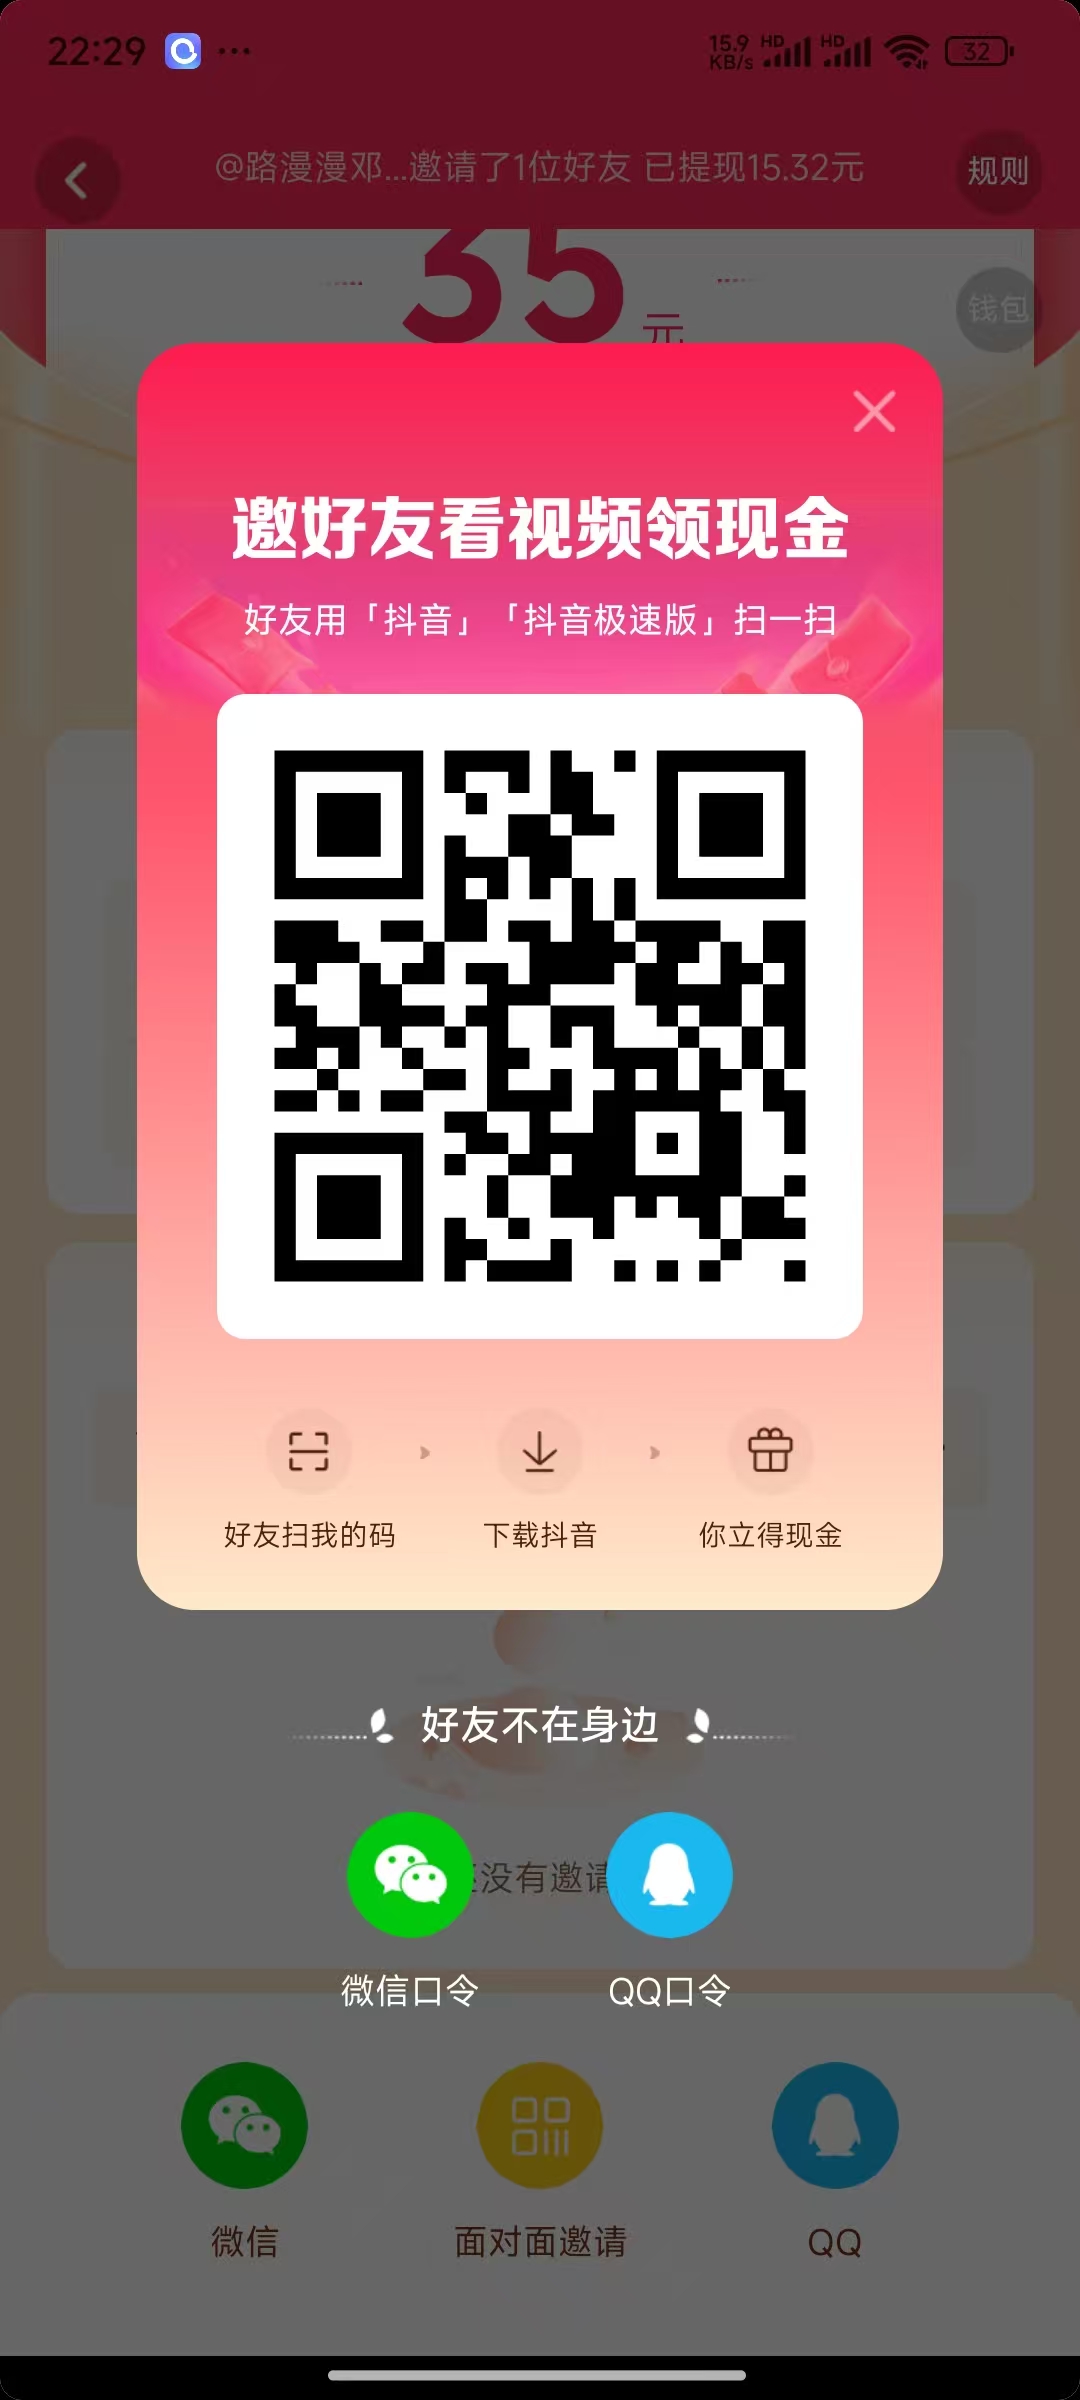 22:29
15.9 KB/s HD HD 32
@路漫漫邓...邀请了1位好友 已提现15.32元
规则
35元
钱包
邀好友看视频领现金
好友用「抖音」「抖音极速版」扫一扫
好友扫我的码
下载抖音
你立得现金
好友不在身边
没有邀请
微信口令
QQ口令
微信
面对面邀请
QQ